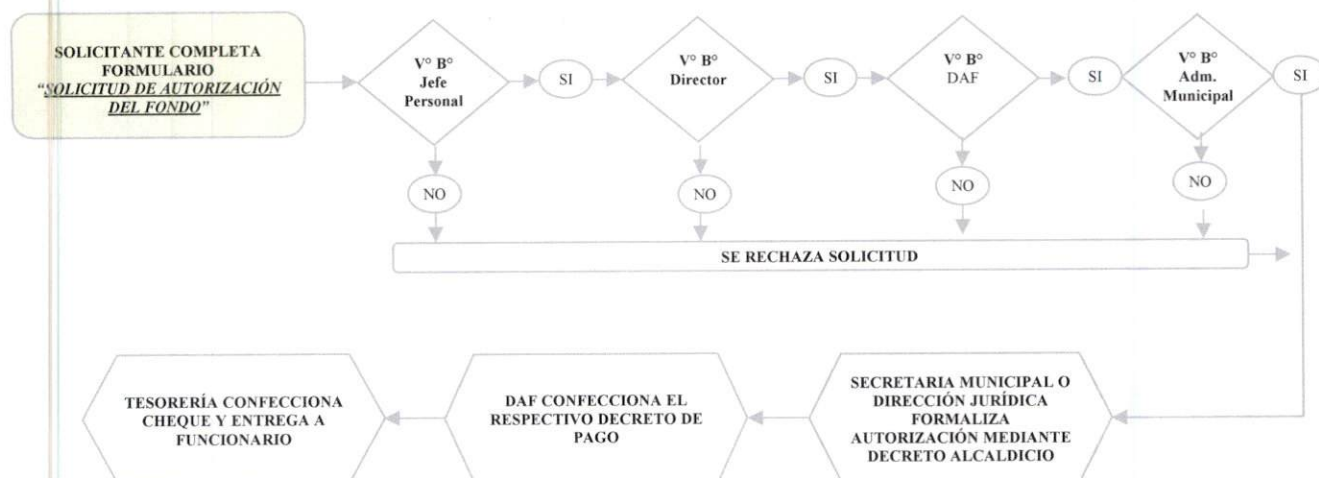 SOLICITANTE COMPLETA
FORMULARIO
"SOLICITUD DE AUTORIZACIÓN
DEL FONDO"
V° B°
Jefe
Personal
SI
V° B°
Director
SI
V° B°
DAF
SI
V° B°
Adm.
Municipal
SI
NO
NO
NO
NO
SE RECHAZA SOLICITUD
TESORERÍA CONFECCIONA
CHEQUE Y ENTREGA A
FUNCIONARIO
DAF CONFECCIONA EL
RESPECTIVO DECRETO DE
PAGO
SECRETARIA MUNICIPAL O
DIRECCIÓN JURÍDICA
FORMALIZA
AUTORIZACIÓN MEDIANTE
DECRETO ALCALDICIO